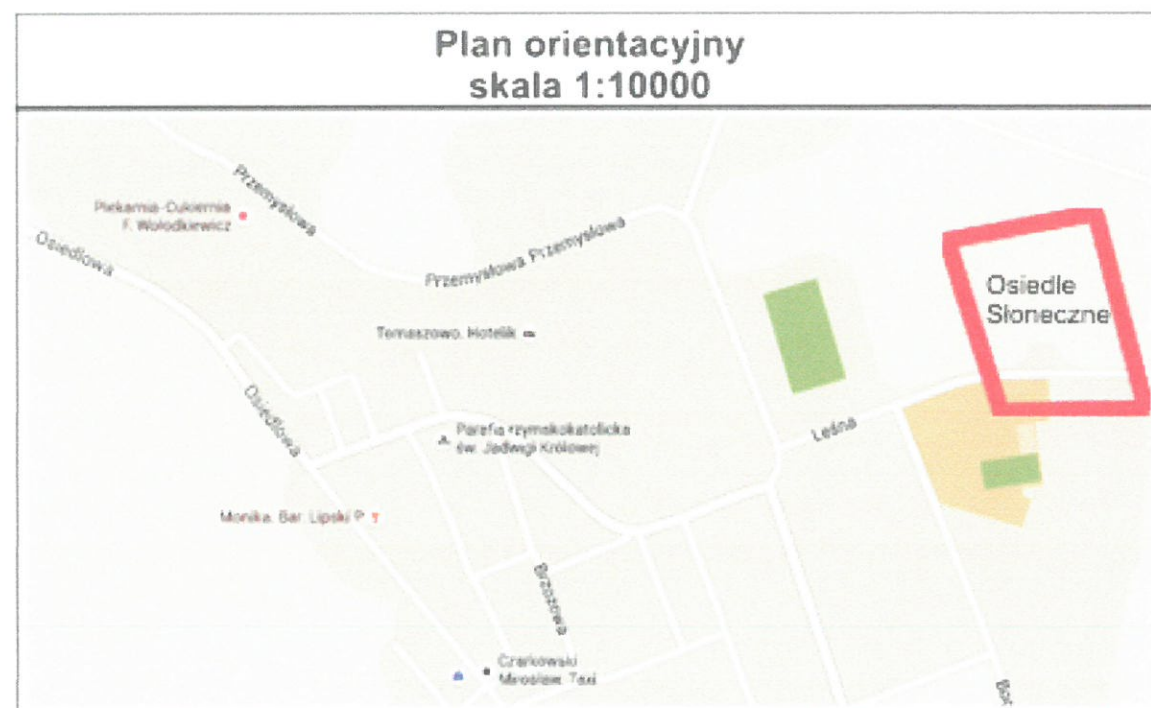 Plan orientacyjny
skala 1:10000
Przemysłowa
Piekarnia-Cukiernia
F. Wołodkiewicz
Osiedlowa
Przemysłowa Przemysłowa
Osiedle
Słoneczne
Tomaszowo. Hotelik
Osiedlowa
Parafia rzymskokatolicka
św. Jadwigi Królowej
Leśna
Monika. Bar. Lipski P
Brzozowa
Czarkowski
Mirosław. Taxi